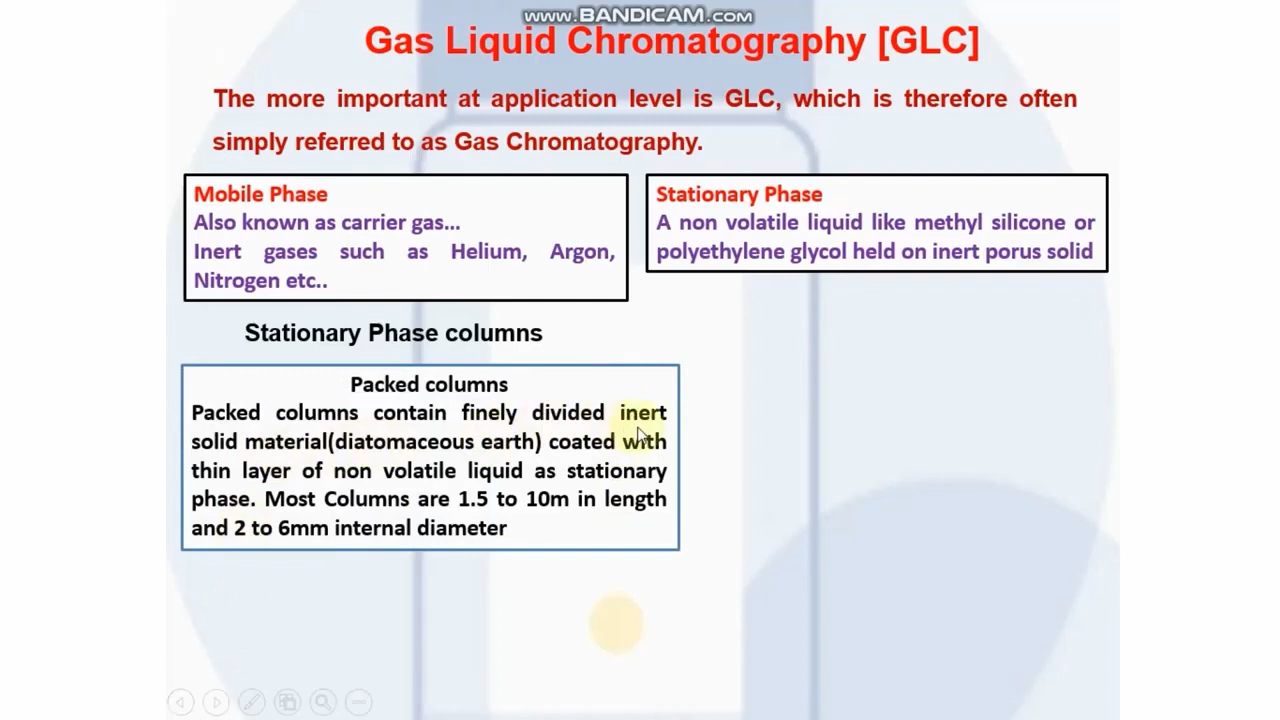 www.BANDICAM.com
Gas Liquid Chromatography [GLC]
The more important at application level is GLC, which is therefore often
simply referred to as Gas Chromatography.
Mobile Phase
Also known as carrier gas...
Inert gases such as Helium, Argon,
Nitrogen etc..
Stationary Phase
A non volatile liquid like methyl silicone or
polyethylene glycol held on inert porus solid
Stationary Phase columns
Packed columns
Packed columns contain finely divided inert
solid material(diatomaceous earth) coated with
thin layer of non volatile liquid as stationary
phase. Most Columns are 1.5 to 10m in length
and 2 to 6mm internal diameter